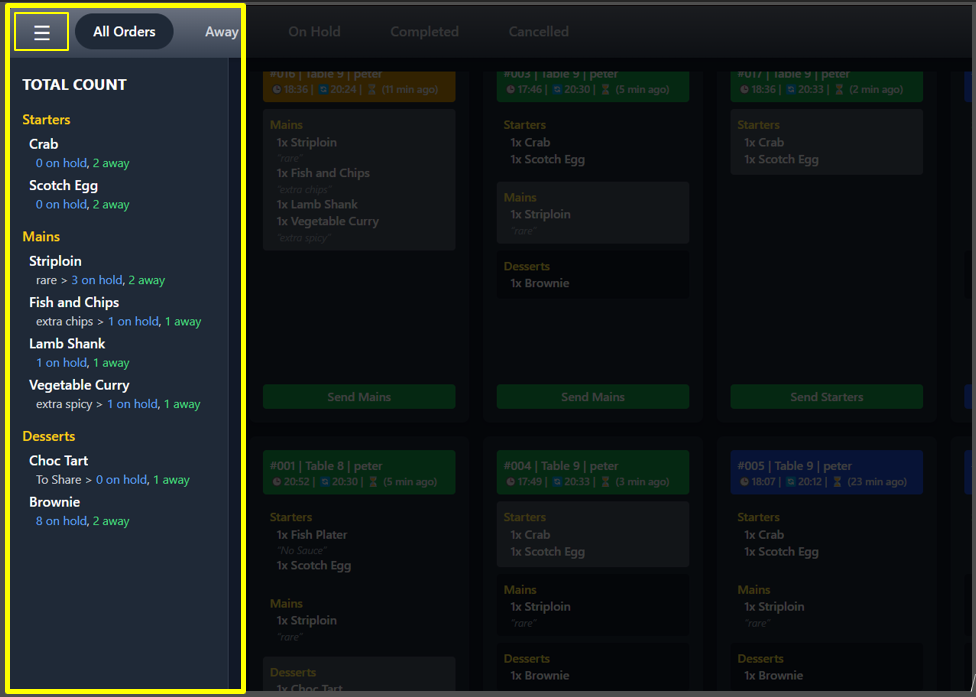 ☰ All Orders Away On Hold Completed Cancelled
TOTAL COUNT
Starters
Crab
0 on hold, 2 away
Scotch Egg
0 on hold, 2 away
Mains
Striploin
rare > 3 on hold, 2 away
Fish and Chips
extra chips > 1 on hold, 1 away
Lamb Shank
1 on hold, 1 away
Vegetable Curry
extra spicy > 1 on hold, 1 away
Desserts
Choc Tart
To Share > 0 on hold, 1 away
Brownie
8 on hold, 2 away
#016 | Table 9 | peter
18:36 | 20:24 | (11 min ago)
Mains
1x Striploin
"rare"
1x Fish and Chips
"extra chips"
1x Lamb Shank
1x Vegetable Curry
"extra spicy"
Send Mains
#003 | Table 9 | peter
17:46 | 20:30 | (5 min ago)
Starters
1x Crab
1x Scotch Egg
Mains
1x Striploin
"rare"
Desserts
1x Brownie
Send Mains
#017 | Table 9 | peter
18:36 | 20:33 | (2 min ago)
Starters
1x Crab
1x Scotch Egg
Send Starters
#001 | Table 8 | peter
20:52 | 20:30 | (5 min ago)
Starters
1x Fish Plater
"No Sauce"
1x Scotch Egg
Mains
1x Striploin
"rare"
Desserts
1x Choc Tart
#004 | Table 9 | peter
17:49 | 20:33 | (3 min ago)
Starters
1x Crab
1x Scotch Egg
Mains
1x Striploin
"rare"
Desserts
1x Brownie
#005 | Table 9 | peter
18:07 | 20:12 | (23 min ago)
Starters
1x Crab
1x Scotch Egg
Mains
1x Striploin
"rare"
Desserts
1x Brownie